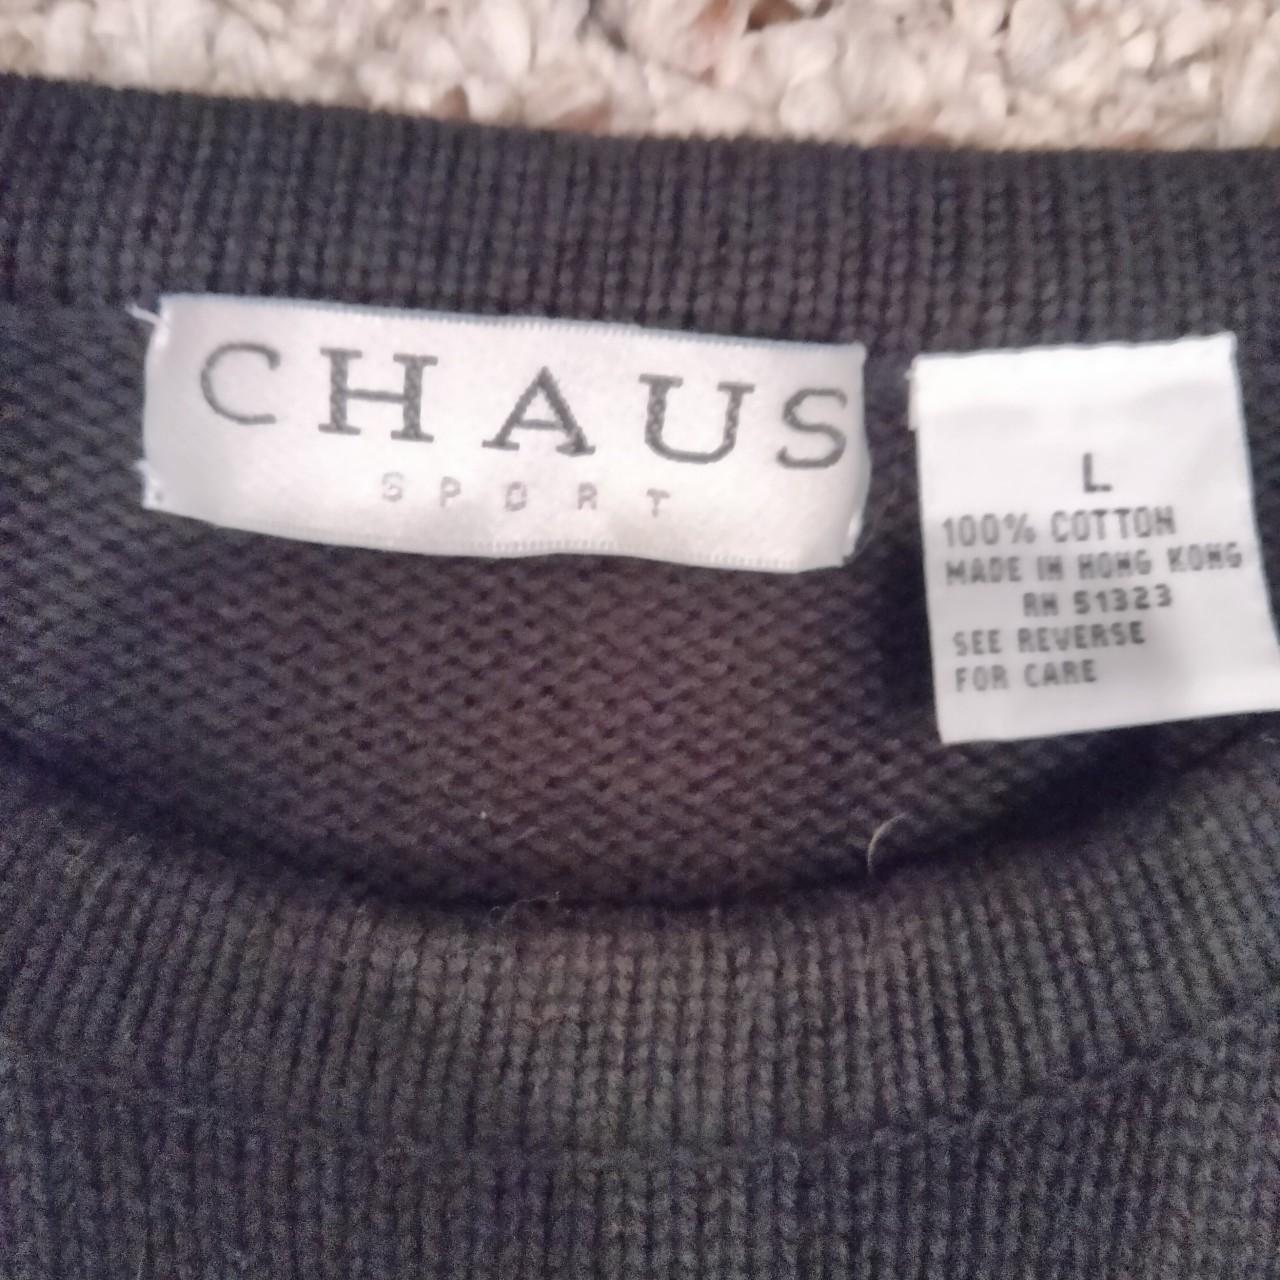 CHAUS
SPORT
L
100% COTTON
MADE IN HONG KONG
RN 51323
SEE REVERSE
FOR CARE